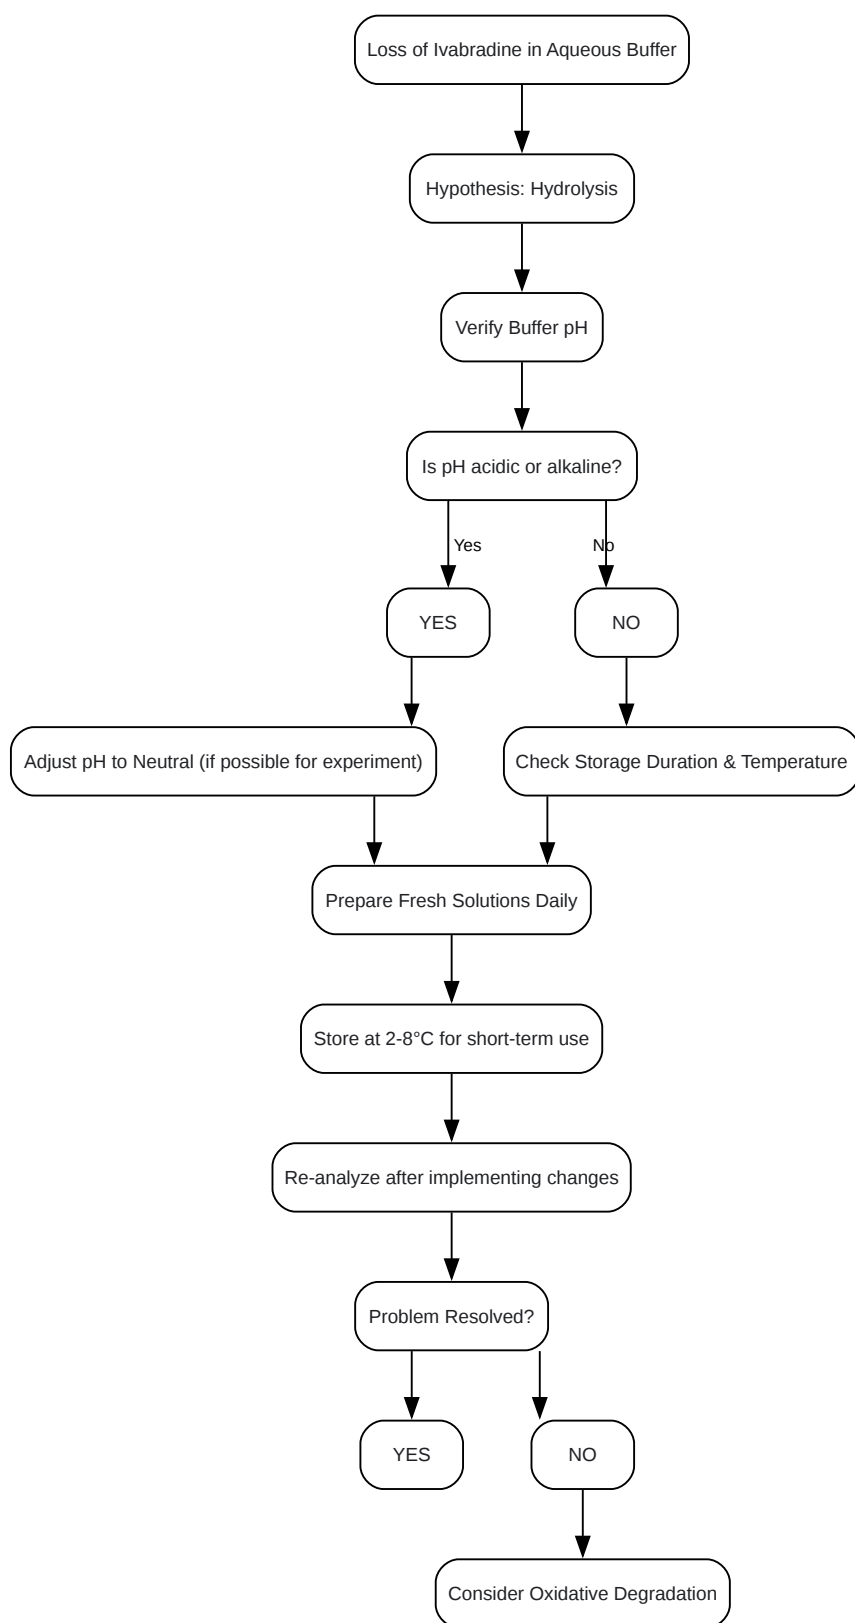 Loss of Ivabradine in Aqueous Buffer
Hypothesis: Hydrolysis
Verify Buffer pH
Is pH acidic or alkaline?
Yes
No
YES
NO
Adjust pH to Neutral (if possible for experiment)
Check Storage Duration & Temperature
Prepare Fresh Solutions Daily
Store at 2-8°C for short-term use
Re-analyze after implementing changes
Problem Resolved?
YES
NO
Consider Oxidative Degradation